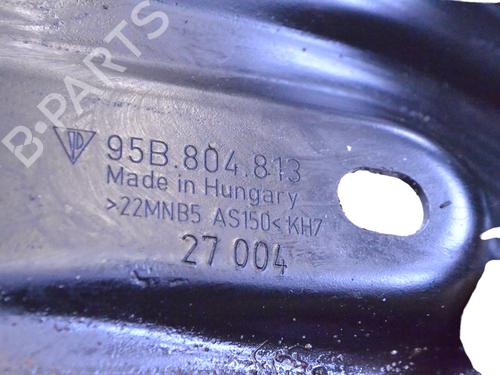 B-PARTS
95B.804.813
Made in Hungary
>22MNB5 AS150< KH7
27 004